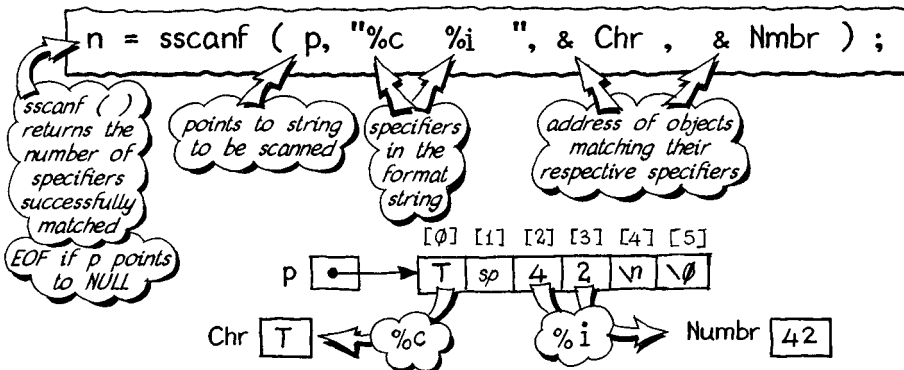 n = sscanf ( p, "%c %i ", & Chr , & Nmbr ) ;
sscanf ( )
returns the
number of
specifiers
successfully
matched
EOF if p points
to NULL
points to string
to be scanned
specifiers
in the
format
string
address of objects
matching their
respective specifiers
[0] [1] [2] [3] [4] [5]
p T sp 4 2 \n \0
Chr T %c %i Numbr 42